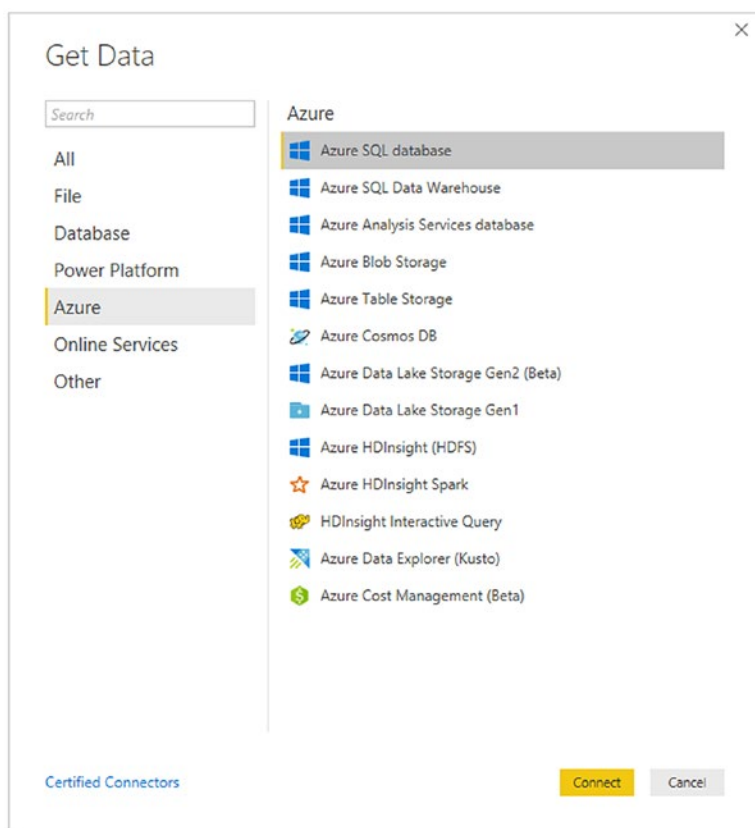 Get Data
Search
All
File
Database
Power Platform
Azure
Online Services
Other
Azure
Azure SQL database
Azure SQL Data Warehouse
Azure Analysis Services database
Azure Blob Storage
Azure Table Storage
Azure Cosmos DB
Azure Data Lake Storage Gen2 (Beta)
Azure Data Lake Storage Gen1
Azure HDInsight (HDFS)
Azure HDInsight Spark
HDInsight Interactive Query
Azure Data Explorer (Kusto)
Azure Cost Management (Beta)
Certified Connectors
Connect
Cancel